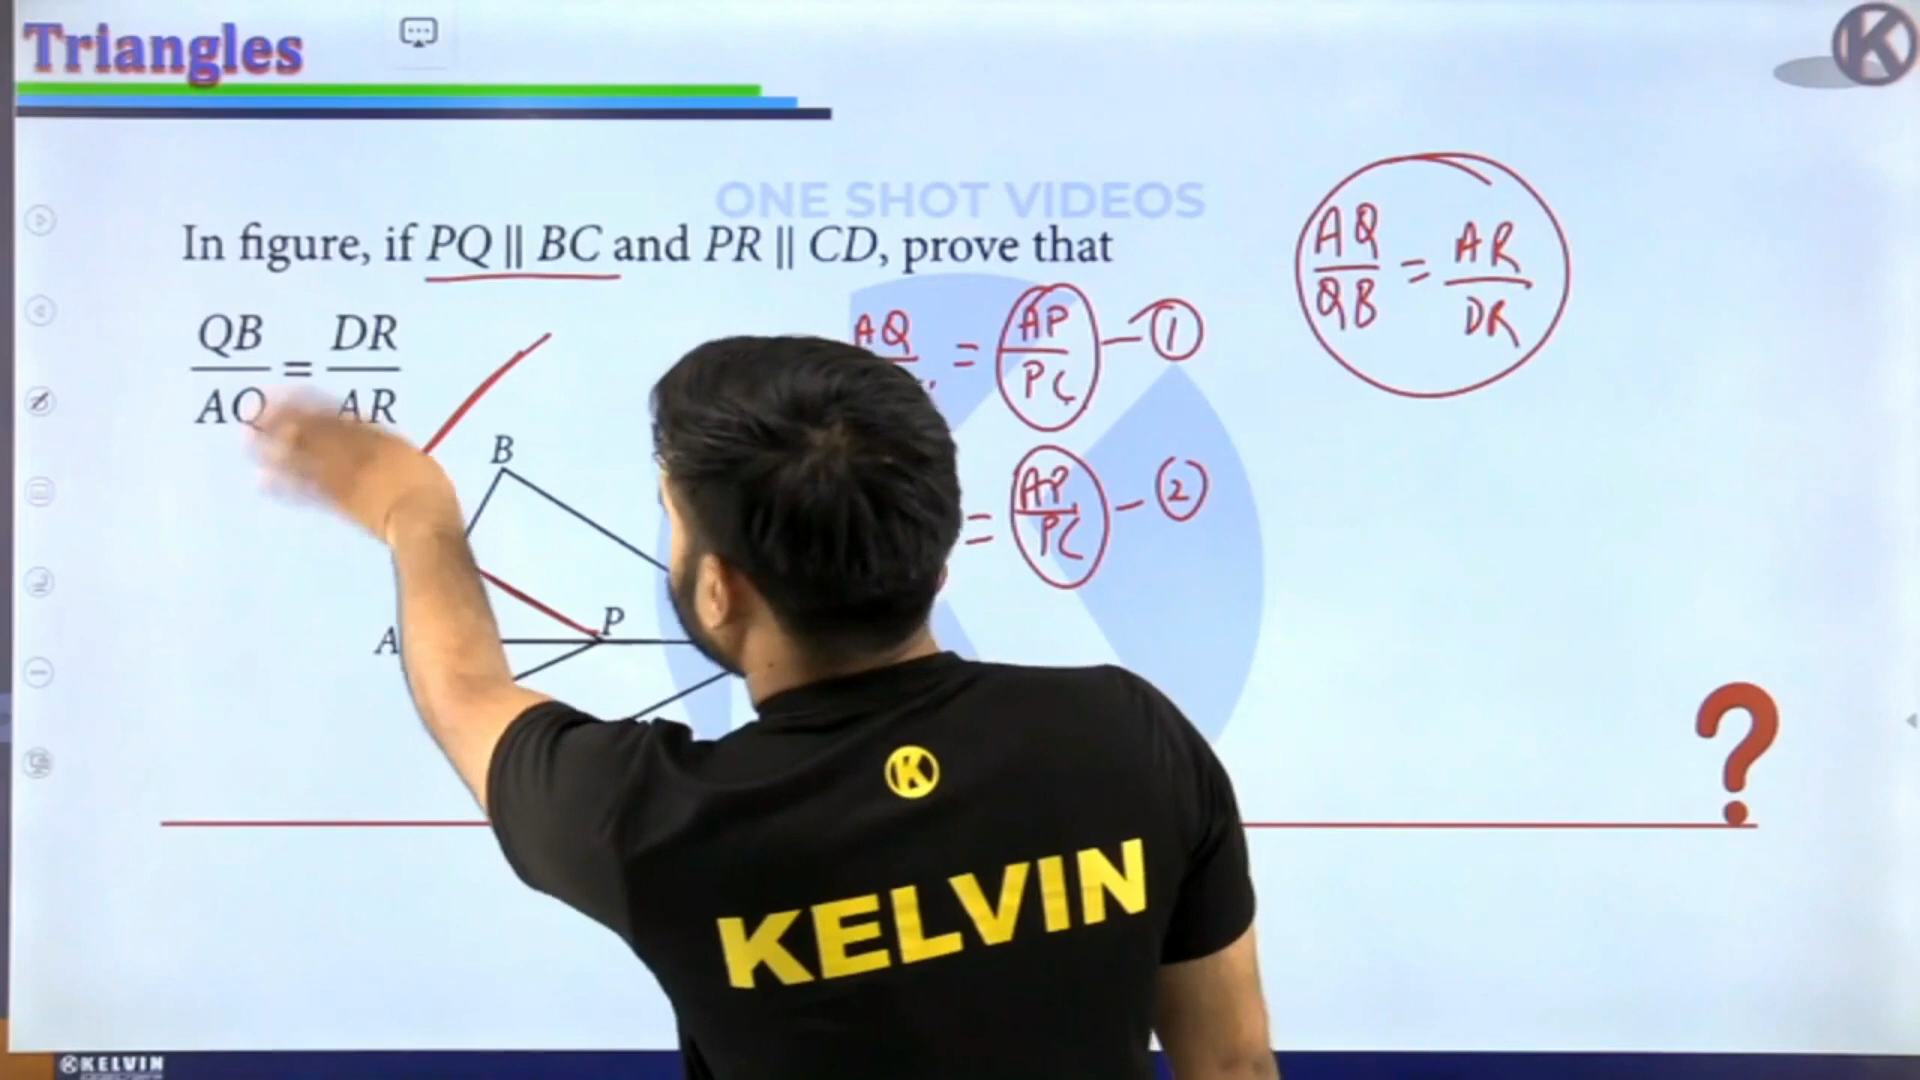 Triangles
ONE SHOT VIDEOS
In figure, if PQ || BC and PR || CD, prove that
QB/AQ = DR/AR
AQ = AP/PC — ①
= AP/PC — ②
AQ/QB = AR/DR
B
A
P
?
K
KELVIN
KELVIN